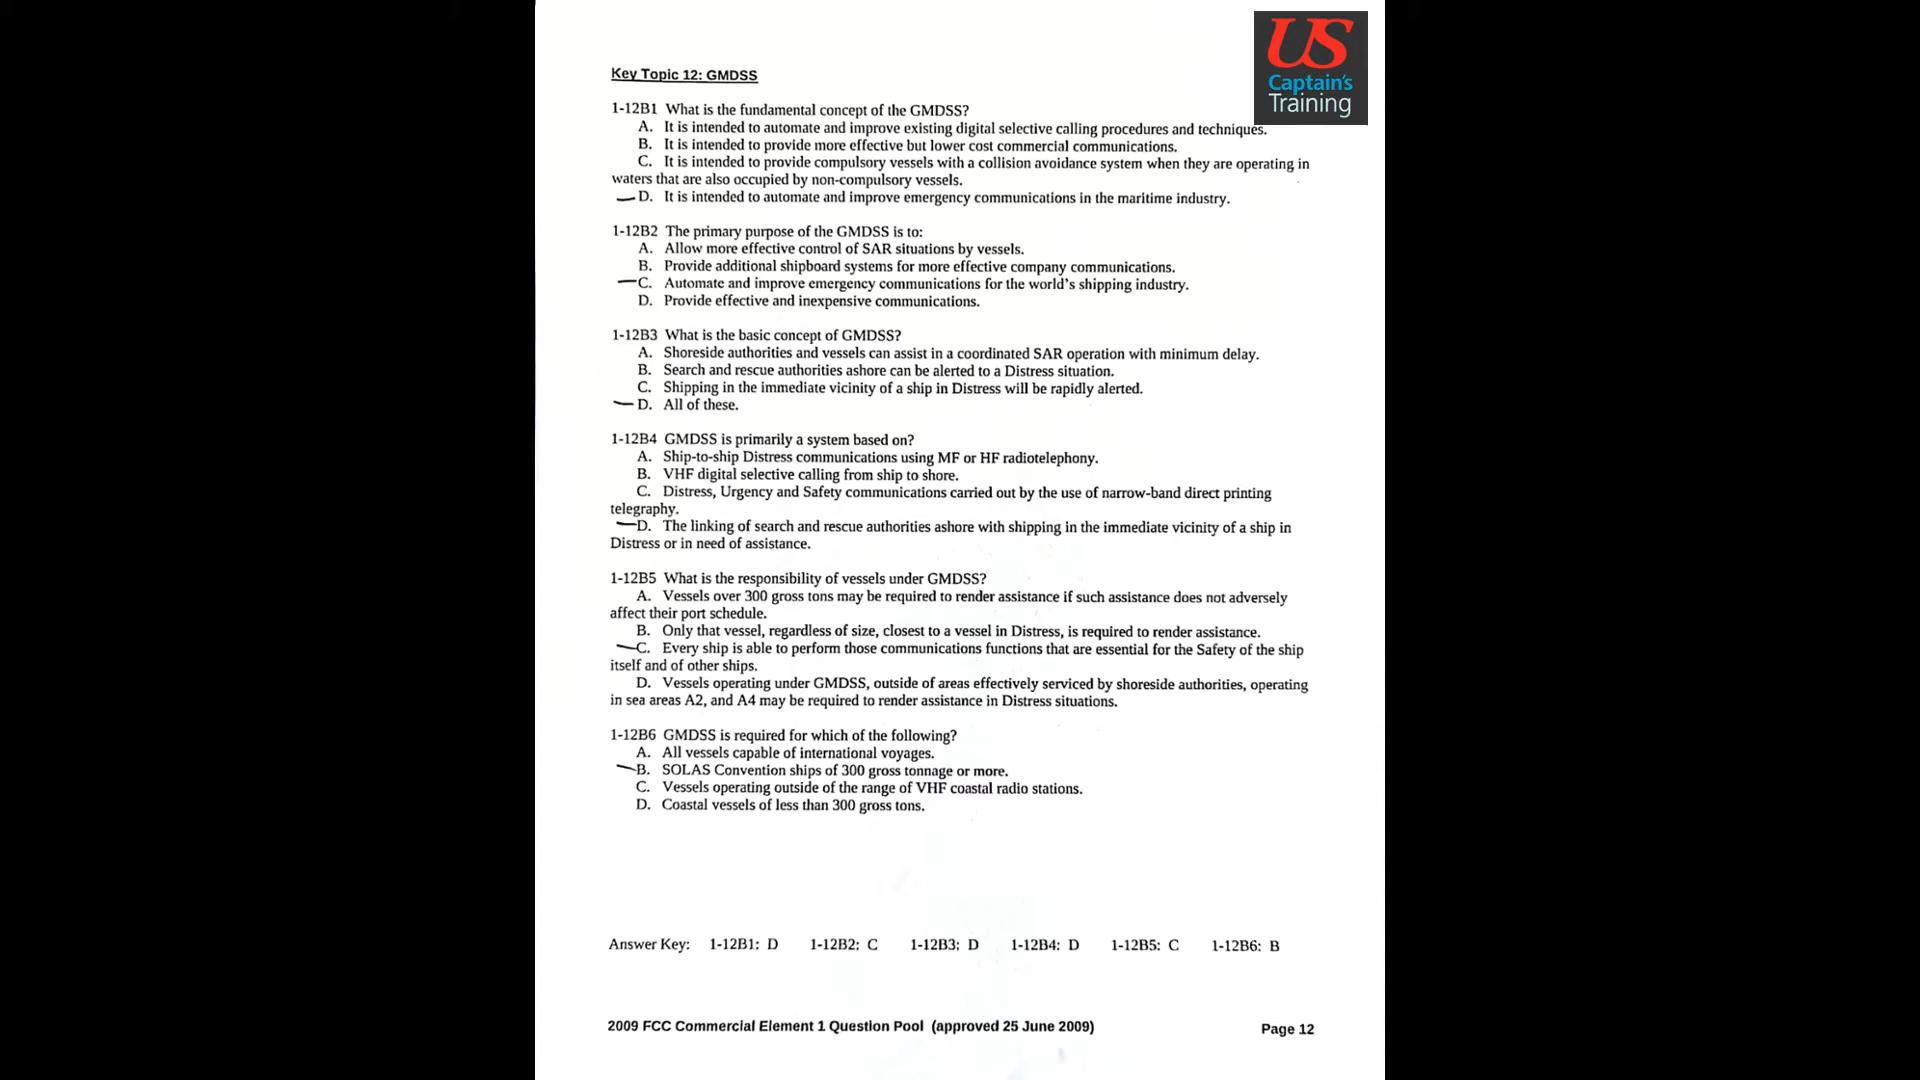 US
Captain's
Training
Key Topic 12: GMDSS
1-12B1 What is the fundamental concept of the GMDSS?
A. It is intended to automate and improve existing digital selective calling procedures and techniques.
B. It is intended to provide more effective but lower cost commercial communications.
C. It is intended to provide compulsory vessels with a collision avoidance system when they are operating in
waters that are also occupied by non-compulsory vessels.
D. It is intended to automate and improve emergency communications in the maritime industry.
1-12B2 The primary purpose of the GMDSS is to:
A. Allow more effective control of SAR situations by vessels.
B. Provide additional shipboard systems for more effective company communications.
C. Automate and improve emergency communications for the world's shipping industry.
D. Provide effective and inexpensive communications.
1-12B3 What is the basic concept of GMDSS?
A. Shoreside authorities and vessels can assist in a coordinated SAR operation with minimum delay.
B. Search and rescue authorities ashore can be alerted to a Distress situation.
C. Shipping in the immediate vicinity of a ship in Distress will be rapidly alerted.
D. All of these.
1-12B4 GMDSS is primarily a system based on?
A. Ship-to-ship Distress communications using MF or HF radiotelephony.
B. VHF digital selective calling from ship to shore.
C. Distress, Urgency and Safety communications carried out by the use of narrow-band direct printing
telegraphy.
D. The linking of search and rescue authorities ashore with shipping in the immediate vicinity of a ship in
Distress or in need of assistance.
1-12B5 What is the responsibility of vessels under GMDSS?
A. Vessels over 300 gross tons may be required to render assistance if such assistance does not adversely
affect their port schedule.
B. Only that vessel, regardless of size, closest to a vessel in Distress, is required to render assistance.
C. Every ship is able to perform those communications functions that are essential for the Safety of the ship
itself and of other ships.
D. Vessels operating under GMDSS, outside of areas effectively serviced by shoreside authorities, operating
in sea areas A2, and A4 may be required to render assistance in Distress situations.
1-12B6 GMDSS is required for which of the following?
A. All vessels capable of international voyages.
B. SOLAS Convention ships of 300 gross tonnage or more.
C. Vessels operating outside of the range of VHF coastal radio stations.
D. Coastal vessels of less than 300 gross tons.
Answer Key: 1-12B1: D 1-12B2: C 1-12B3: D 1-12B4: D 1-12B5: C 1-12B6: B
2009 FCC Commercial Element 1 Question Pool (approved 25 June 2009) Page 12